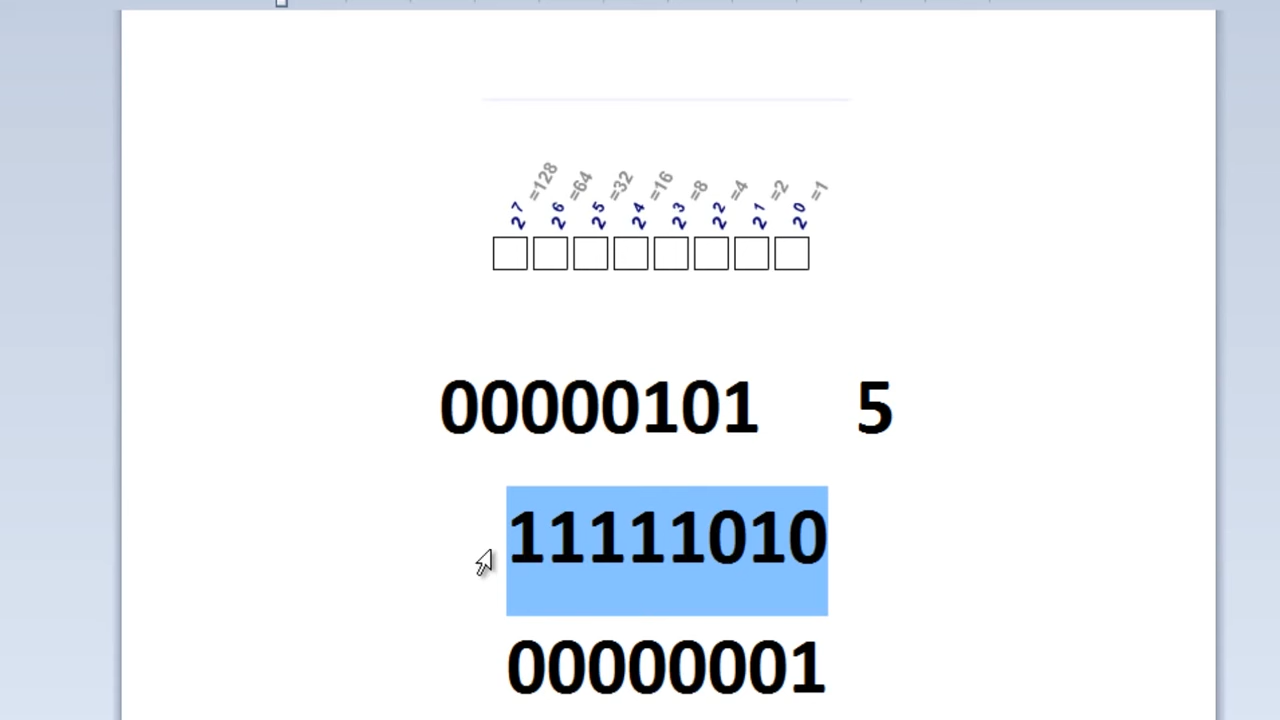 =128 =64 =32 =16 =8 =4 =2 =1
2⁷ 2⁶ 2⁵ 2⁴ 2³ 2² 2¹ 2⁰
00000101 5
11111010
00000001